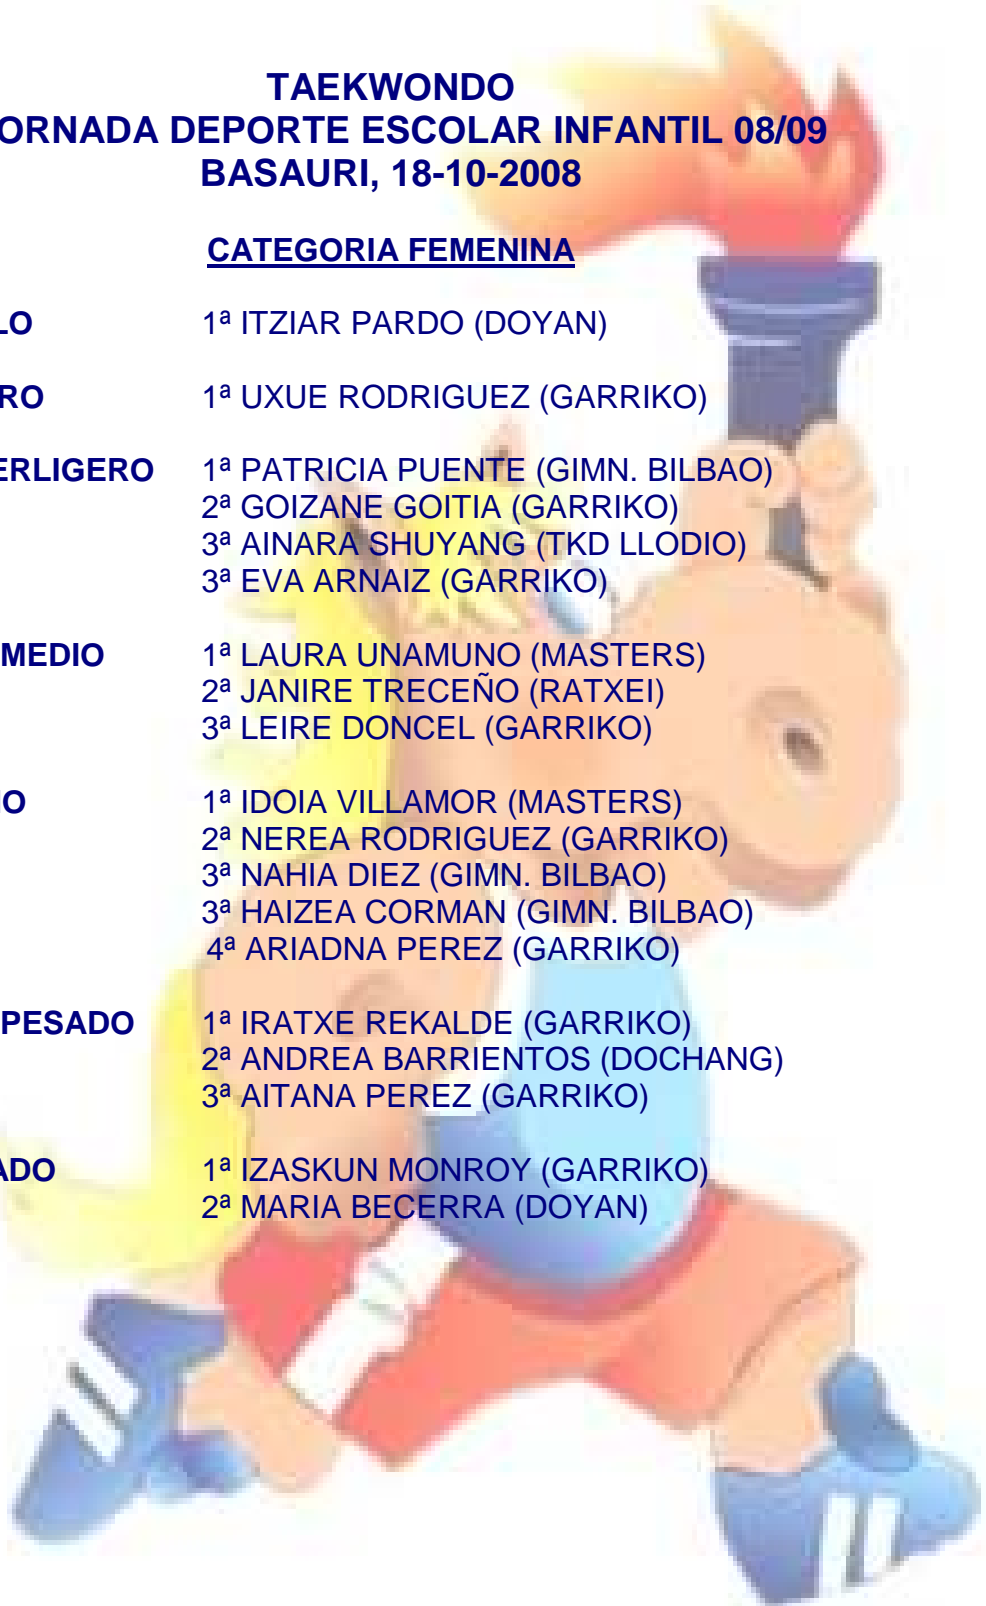 TAEKWONDO
ORNADA DEPORTE ESCOLAR INFANTIL 08/09
BASAURI, 18-10-2008
CATEGORIA FEMENINA
LO 1ª ITZIAR PARDO (DOYAN)
RO 1ª UXUE RODRIGUEZ (GARRIKO)
ERLIGERO 1ª PATRICIA PUENTE (GIMN. BILBAO)
2ª GOIZANE GOITIA (GARRIKO)
3ª AINARA SHUYANG (TKD LLODIO)
3ª EVA ARNAIZ (GARRIKO)
MEDIO 1ª LAURA UNAMUNO (MASTERS)
2ª JANIRE TRECEÑO (RATXEI)
3ª LEIRE DONCEL (GARRIKO)
IO 1ª IDOIA VILLAMOR (MASTERS)
2ª NEREA RODRIGUEZ (GARRIKO)
3ª NAHIA DIEZ (GIMN. BILBAO)
3ª HAIZEA CORMAN (GIMN. BILBAO)
4ª ARIADNA PEREZ (GARRIKO)
PESADO 1ª IRATXE REKALDE (GARRIKO)
2ª ANDREA BARRIENTOS (DOCHANG)
3ª AITANA PEREZ (GARRIKO)
ADO 1ª IZASKUN MONROY (GARRIKO)
2ª MARIA BECERRA (DOYAN)